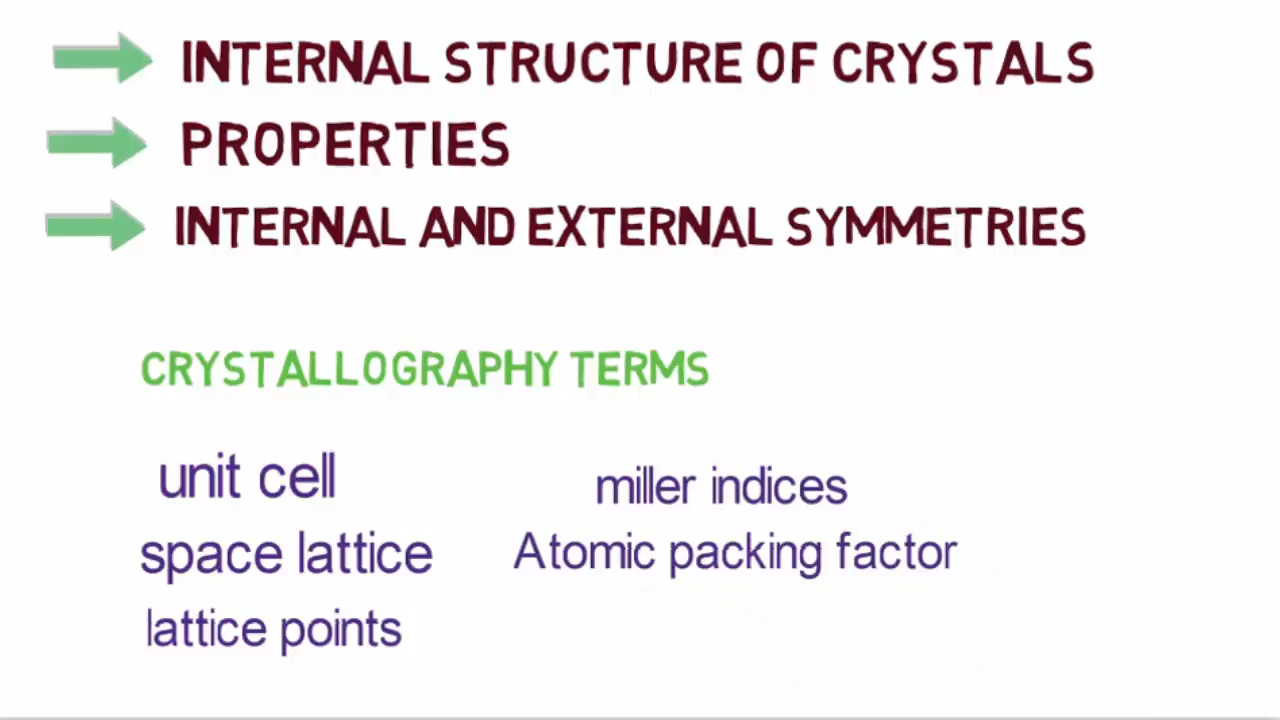 INTERNAL STRUCTURE OF CRYSTALS
PROPERTIES
INTERNAL AND EXTERNAL SYMMETRIES
CRYSTALLOGRAPHY TERMS
unit cell
miller indices
space lattice
Atomic packing factor
lattice points